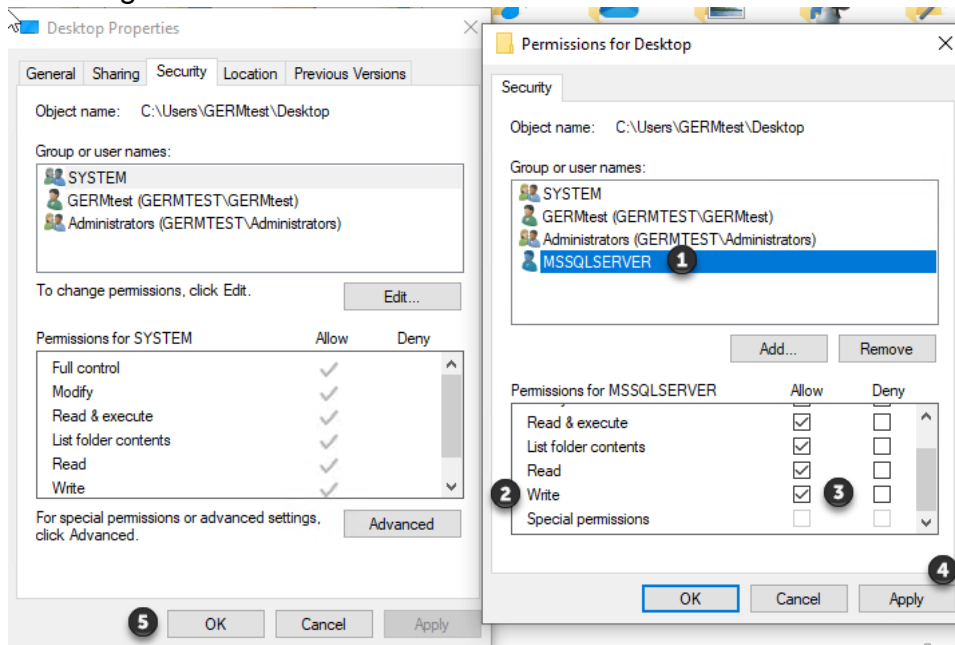 Desktop Properties
General Sharing Security Location Previous Versions
Object name: C:\Users\GERMtest\Desktop
Group or user names:
SYSTEM
GERMtest (GERMTEST\GERMtest)
Administrators (GERMTEST\Administrators)
To change permissions, click Edit.
Edit...
Permissions for SYSTEM Allow Deny
Full control
Modify
Read & execute
List folder contents
Read
Write
For special permissions or advanced settings,
click Advanced.
Advanced
5 OK Cancel Apply
Permissions for Desktop
Security
Object name: C:\Users\GERMtest\Desktop
Group or user names:
SYSTEM
GERMtest (GERMTEST\GERMtest)
Administrators (GERMTEST\Administrators)
MSSQLSERVER 1
Add... Remove
Permissions for MSSQLSERVER Allow Deny
Read & execute
List folder contents
Read
2 Write 3
Special permissions
4
OK Cancel Apply